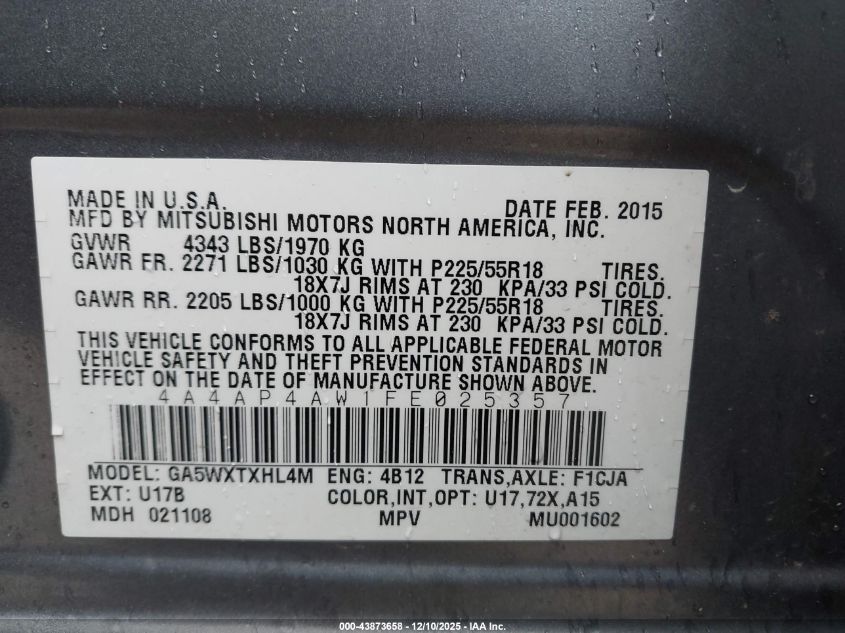 MADE IN U.S.A. DATE FEB. 2015
MFD BY MITSUBISHI MOTORS NORTH AMERICA, INC.
GVWR 4343 LBS/1970 KG
GAWR FR. 2271 LBS/1030 KG WITH P225/55R18 TIRES.
18X7J RIMS AT 230 KPA/33 PSI COLD.
GAWR RR. 2205 LBS/1000 KG WITH P225/55R18 TIRES.
18X7J RIMS AT 230 KPA/33 PSI COLD.
THIS VEHICLE CONFORMS TO ALL APPLICABLE FEDERAL MOTOR
VEHICLE SAFETY AND THEFT PREVENTION STANDARDS IN
EFFECT ON THE DATE OF MANUFACTURE SHOWN ABOVE.
4A4AP4AW1FE025357
MODEL: GA5WXTXHL4M ENG: 4B12 TRANS,AXLE: F1CJA
EXT: U17B COLOR,INT,OPT: U17,72X,A15
MDH 021108 MPV MU001602
000-43873658 - 12/10/2025 - IAA Inc.